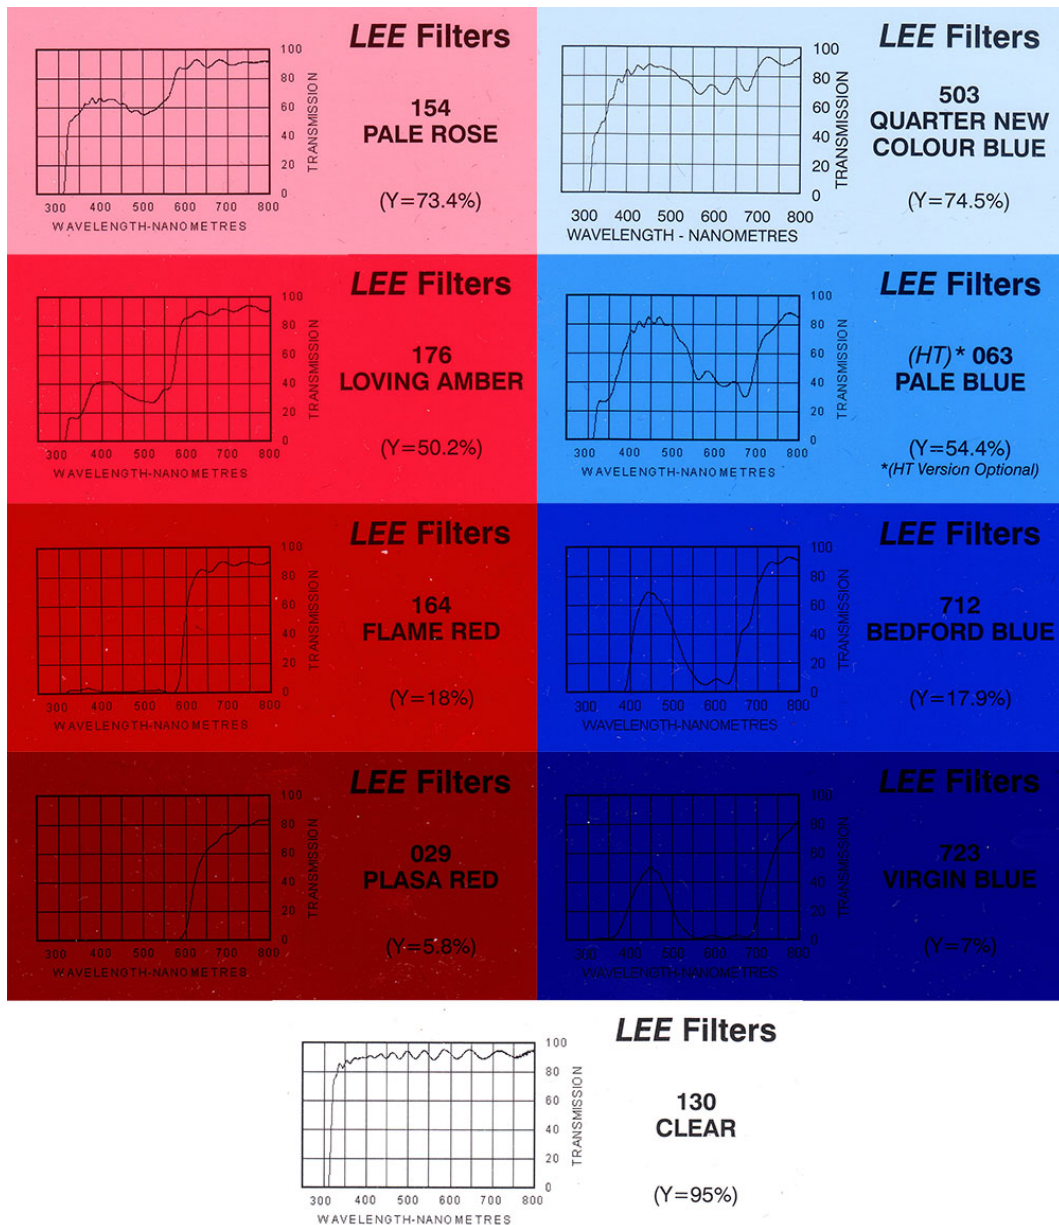 LEE Filters
154
PALE ROSE
(Y=73.4%)
100
80
60
40
20
0
TRANSMISSION
300 400 500 600 700 800
WAVELENGTH-NANOMETRES
LEE Filters
503
QUARTER NEW
COLOUR BLUE
(Y=74.5%)
100
80
60
40
20
0
TRANSMISSION
300 400 500 600 700 800
WAVELENGTH - NANOMETRES
LEE Filters
176
LOVING AMBER
(Y=50.2%)
100
80
60
40
20
0
TRANSMISSION
300 400 500 600 700 800
WAVELENGTH-NANOMETRES
LEE Filters
(HT)* 063
PALE BLUE
(Y=54.4%)
*(HT Version Optional)
100
80
60
40
20
0
TRANSMISSION
300 400 500 600 700 800
WAVELENGTH-NANOMETRES
LEE Filters
164
FLAME RED
(Y=18%)
100
80
60
40
20
0
TRANSMISSION
300 400 500 600 700 800
WAVELENGTH-NANOMETRES
LEE Filters
712
BEDFORD BLUE
(Y=17.9%)
100
80
60
40
20
0
TRANSMISSION
300 400 500 600 700 800
WAVELENGTH-NANOMETRES
LEE Filters
029
PLASA RED
(Y=5.8%)
100
80
60
40
20
0
TRANSMISSION
300 400 500 600 700 800
WAVELENGTH-NANOMETRES
LEE Filters
723
VIRGIN BLUE
(Y=7%)
100
80
60
40
20
0
TRANSMISSION
300 400 500 600 700 800
WAVELENGTH-NANOMETRES
LEE Filters
130
CLEAR
(Y=95%)
100
80
60
40
20
0
TRANSMISSION
300 400 500 600 700 800
WAVELENGTH-NANOMETRES